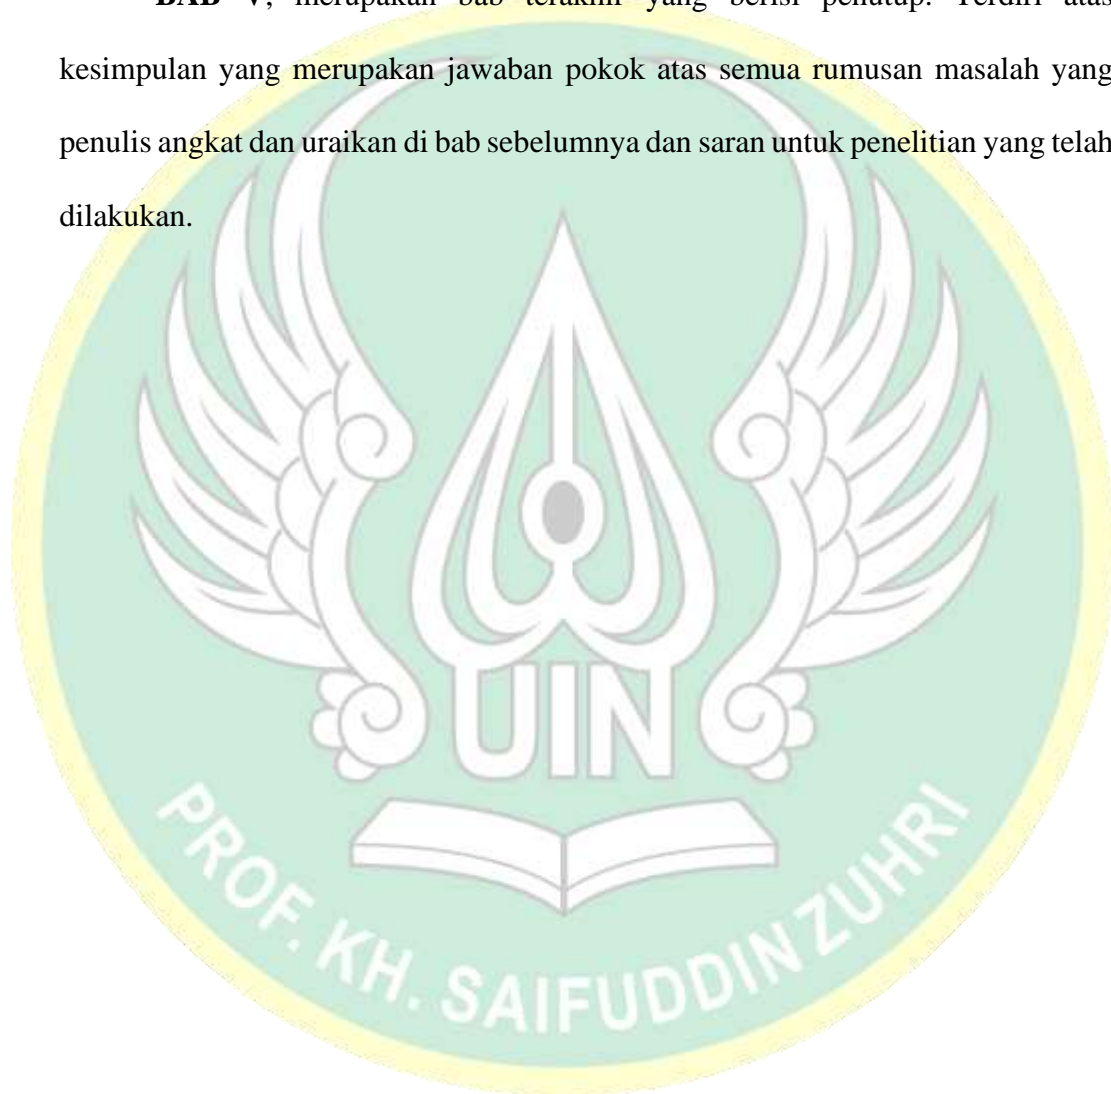 BAB V, merupakan bab terakhir yang berisi penutup. Terdiri atas
kesimpulan yang merupakan jawaban pokok atas semua rumusan masalah yang
penulis angkat dan uraikan di bab sebelumnya dan saran untuk penelitian yang telah
dilakukan.
UIN
PROF. KH. SAIFUDDIN ZUHRI